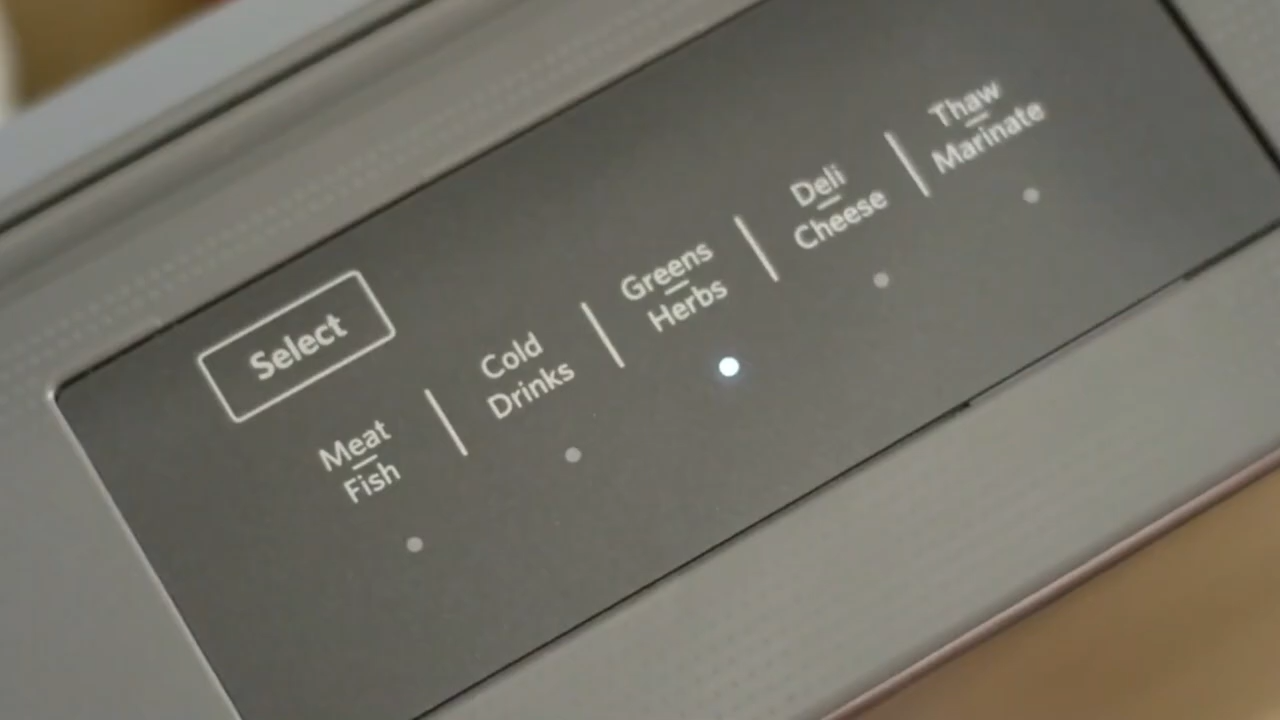 Select
Meat
Fish
Cold
Drinks
Greens
Herbs
Deli
Cheese
Thaw
Marinate